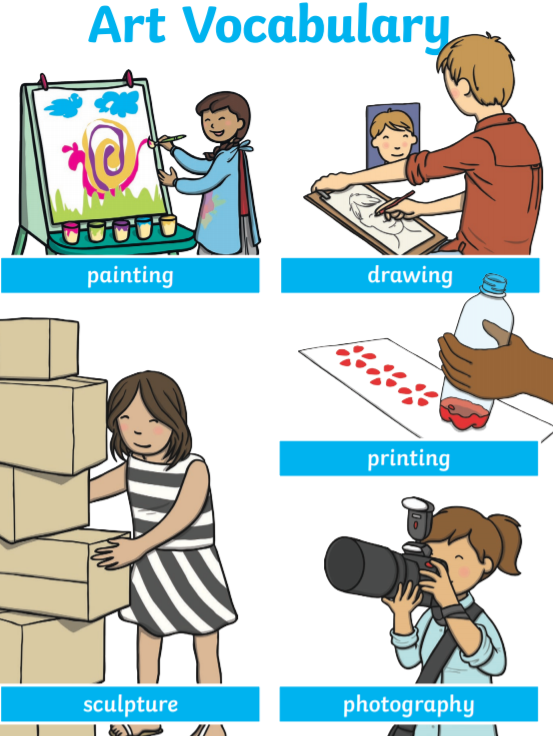 Art Vocabulary
painting
drawing
printing
sculpture
photography